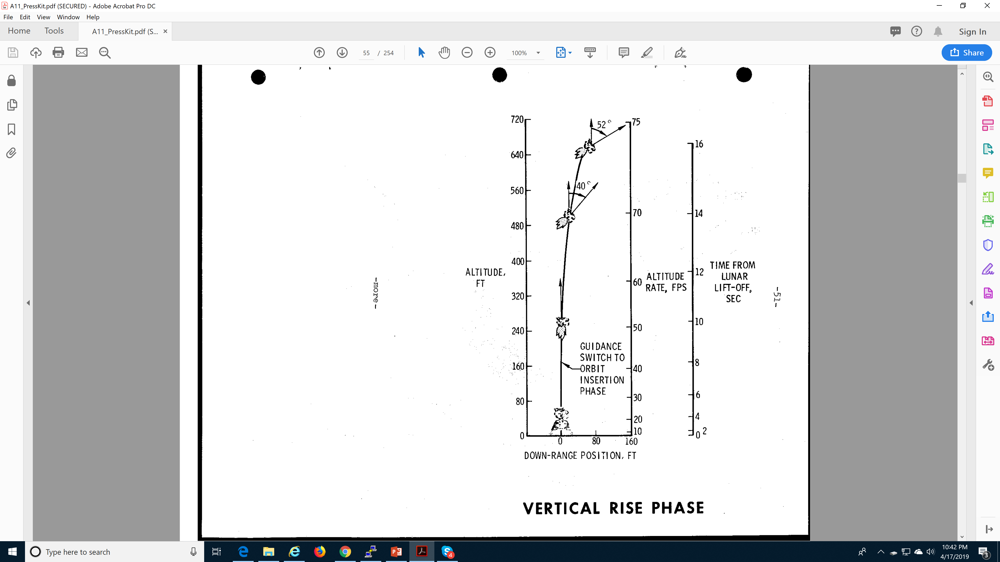 A11_PressKit.pdf (SECURED) - Adobe Acrobat Pro DC
File Edit View Window Help
Home Tools A11_PressKit.pdf (S... × Sign In
55 / 254 100% Share
720 52° 75
16
640
40°
560
70 14
480
400
TIME FROM
ALTITUDE, 12 LUNAR
FT 60 ALTITUDE LIFT-OFF,
RATE, FPS SEC
-more-
-51-
320
10
240 50
GUIDANCE
SWITCH TO
ORBIT
INSERTION
PHASE
160 40 8
80 30 6
20 4
10 2
0 0
0 80 160
DOWN-RANGE POSITION, FT
VERTICAL RISE PHASE
Type here to search
4
10:42 PM
4/17/2019
3